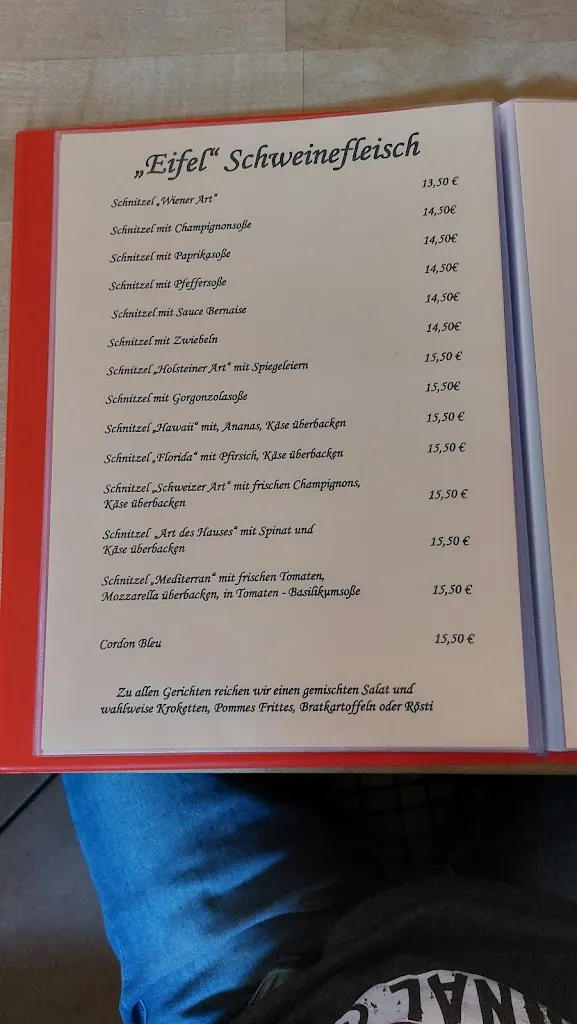 „Eifel“ Schweinefleisch
Schnitzel „Wiener Art“ 13,50 €
Schnitzel mit Champignonsoße 14,50€
Schnitzel mit Paprikasoße 14,50€
Schnitzel mit Pfeffersoße 14,50€
Schnitzel mit Sauce Bernaise 14,50€
Schnitzel mit Zwiebeln 14,50€
Schnitzel „Holsteiner Art“ mit Spiegeleiern 15,50 €
Schnitzel mit Gorgonzolasoße 15,50€
Schnitzel „Hawaii“ mit, Ananas, Käse überbacken 15,50 €
Schnitzel „Florida“ mit Pfirsich, Käse überbacken 15,50 €
Schnitzel „Schweizer Art“ mit frischen Champignons,
Käse überbacken 15,50 €
Schnitzel „Art des Hauses“ mit Spinat und
Käse überbacken 15,50 €
Schnitzel „Mediterran“ mit frischen Tomaten,
Mozzarella überbacken, in Tomaten - Basilikumsoße 15,50 €
Cordon Bleu 15,50 €
Zu allen Gerichten reichen wir einen gemischten Salat und
wahlweise Kroketten, Pommes Frittes, Bratkartoffeln oder Rösti